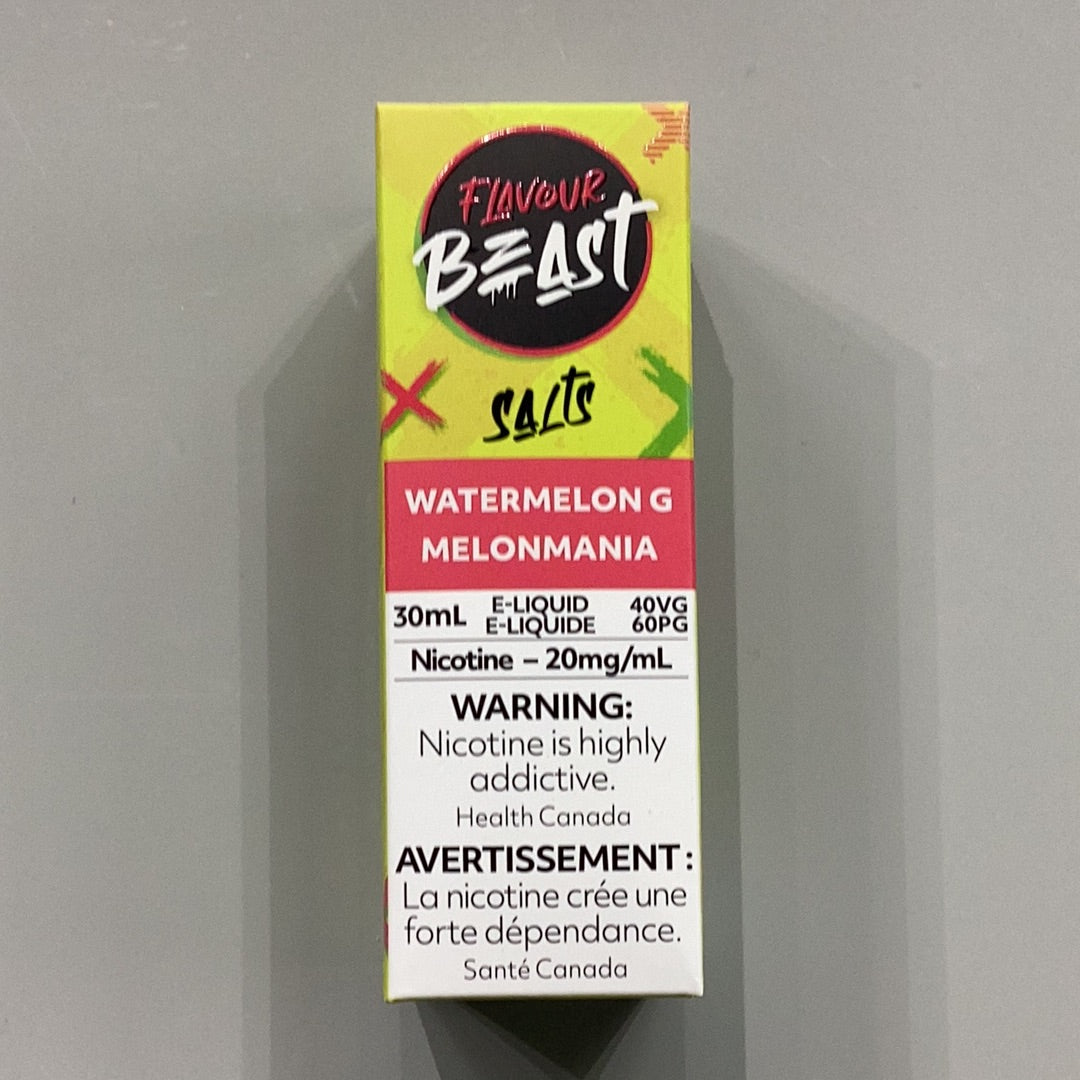 FLAVOUR
BEAST
SALTS
WATERMELON G
MELONMANIA
30mL E-LIQUID 40VG
E-LIQUIDE 60PG
Nicotine – 20mg/mL
WARNING:
Nicotine is highly
addictive.
Health Canada
AVERTISSEMENT :
La nicotine crée une
forte dépendance.
Santé Canada